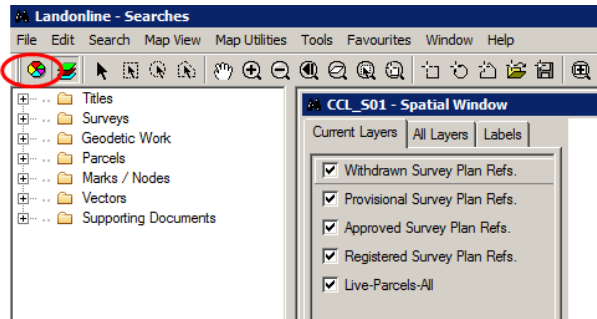 Landonline - Searches
File Edit Search Map View Map Utilities Tools Favourites Window Help
Titles
Surveys
Geodetic Work
Parcels
Marks / Nodes
Vectors
Supporting Documents
CCL_S01 - Spatial Window
Current Layers All Layers Labels
Withdrawn Survey Plan Refs.
Provisional Survey Plan Refs.
Approved Survey Plan Refs.
Registered Survey Plan Refs.
Live-Parcels-All